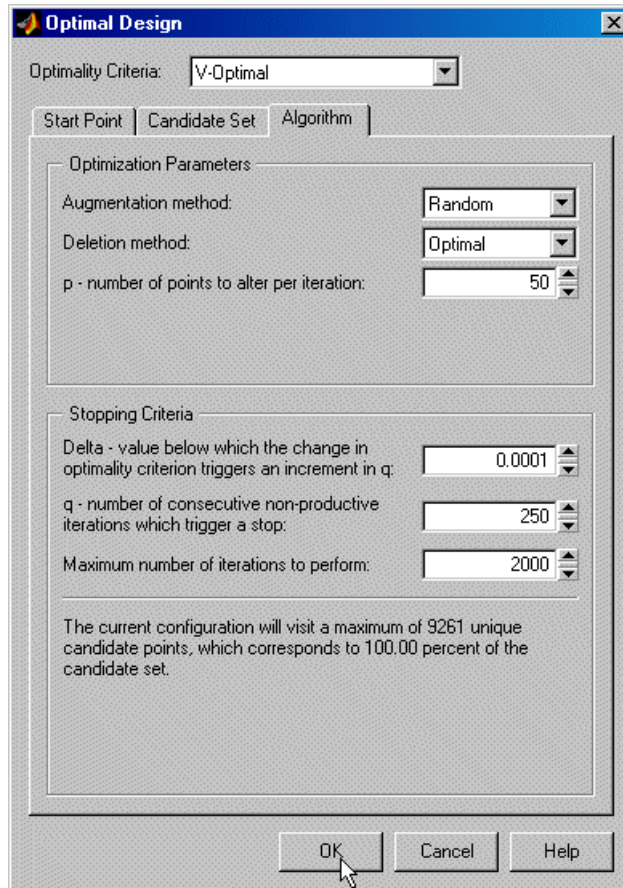 Optimal Design
Optimality Criteria: V-Optimal
Start Point Candidate Set Algorithm
Optimization Parameters
Augmentation method: Random
Deletion method: Optimal
p - number of points to alter per iteration: 50
Stopping Criteria
Delta - value below which the change in
optimality criterion triggers an increment in q: 0.0001
q - number of consecutive non-productive
iterations which trigger a stop: 250
Maximum number of iterations to perform: 2000
The current configuration will visit a maximum of 9261 unique
candidate points, which corresponds to 100.00 percent of the
candidate set.
OK Cancel Help